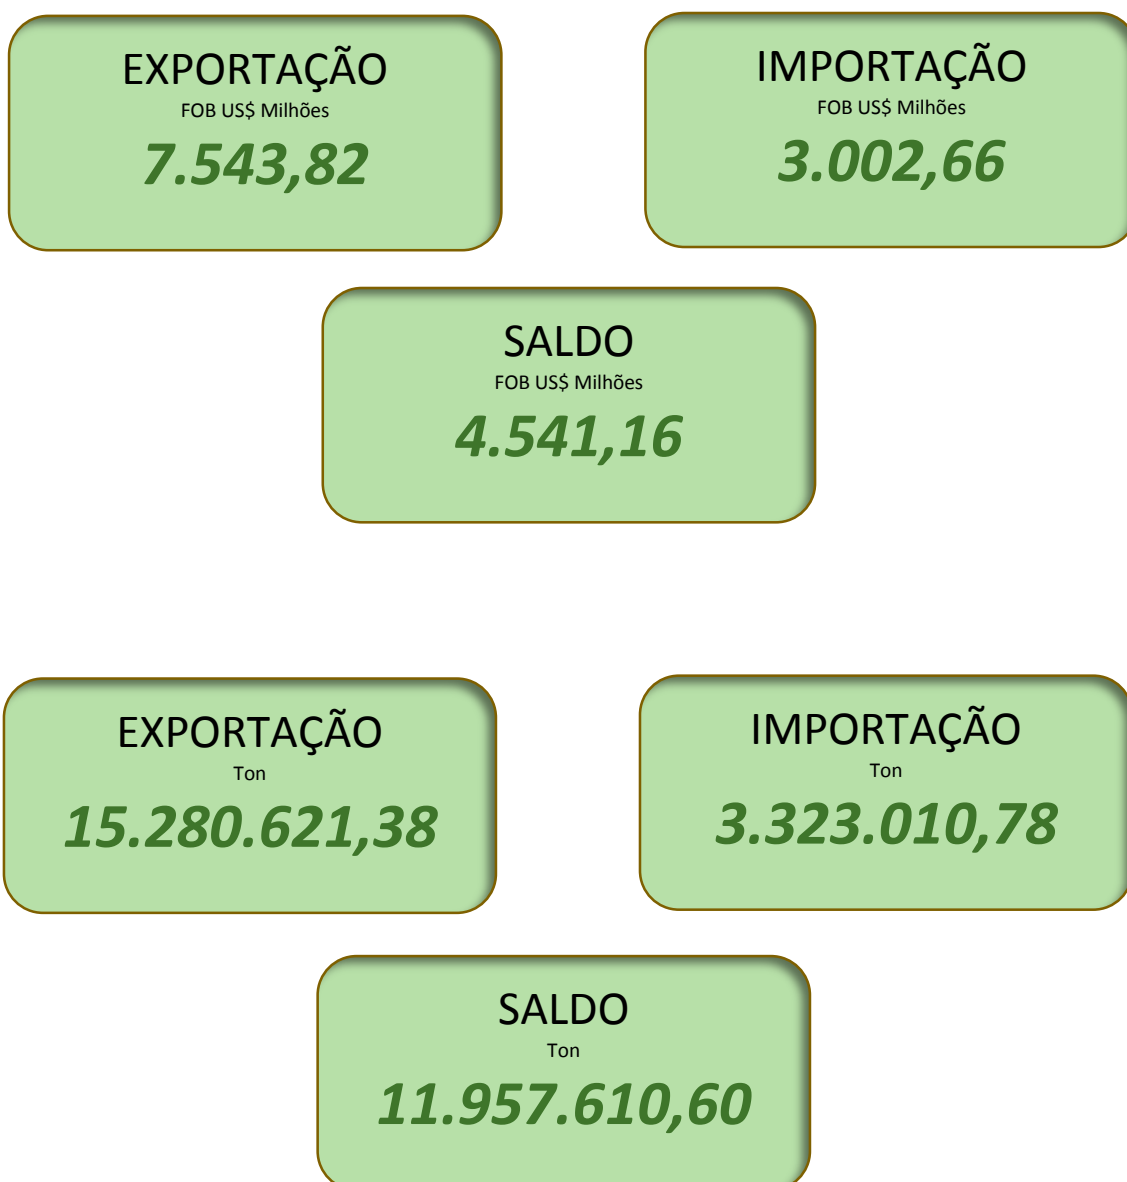 EXPORTAÇÃO
FOB US$ Milhões
7.543,82
IMPORTAÇÃO
FOB US$ Milhões
3.002,66
SALDO
FOB US$ Milhões
4.541,16
EXPORTAÇÃO
Ton
15.280.621,38
IMPORTAÇÃO
Ton
3.323.010,78
SALDO
Ton
11.957.610,60